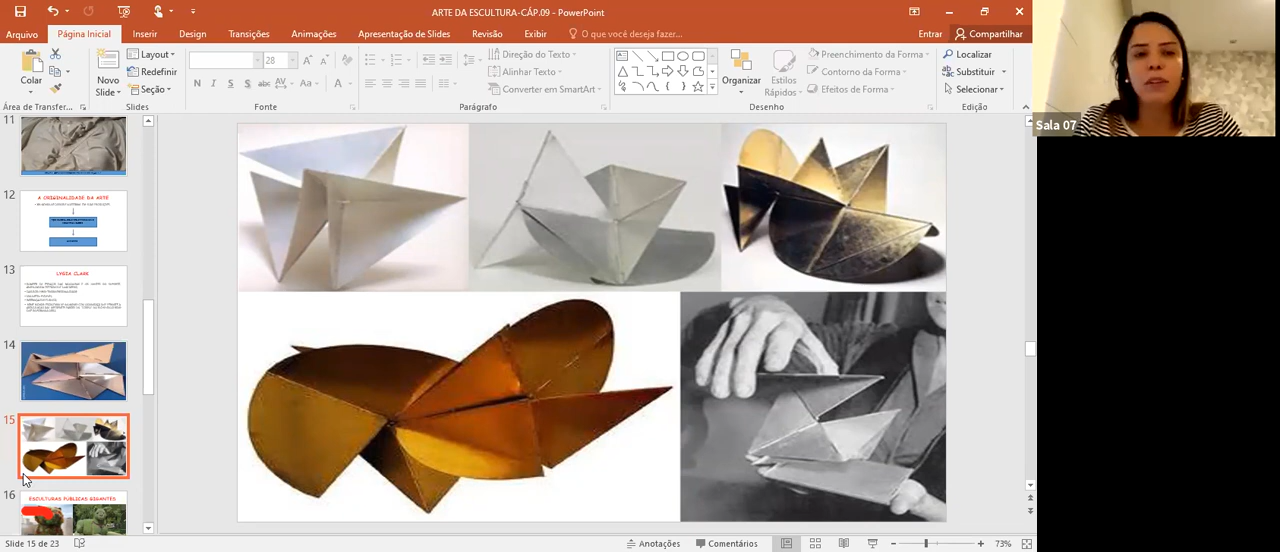 ARTE DA ESCULTURA-CÁP.09 - PowerPoint
Arquivo Página Inicial Inserir Design Transições Animações Apresentação de Slides Revisão Exibir O que você deseja fazer... Entrar Compartilhar
Colar
Novo Slide
Layout
Redefinir
Seção
28
N I S abc AV Aa A
Direção do Texto
Alinhar Texto
Converter em SmartArt
Organizar
Estilos Rápidos
Preenchimento da Forma
Contorno da Forma
Efeitos de Forma
Localizar
Substituir
Selecionar
Área de Transfer... Slides Fonte Parágrafo Desenho Edição
Sala 07
11
12
A ORIGINALIDADE DA ARTE
13
LYGIA CLARK
14
15
16
ESCULTURAS PÚBLICAS GIGANTES
Slide 15 de 23 Anotações Comentários 73%